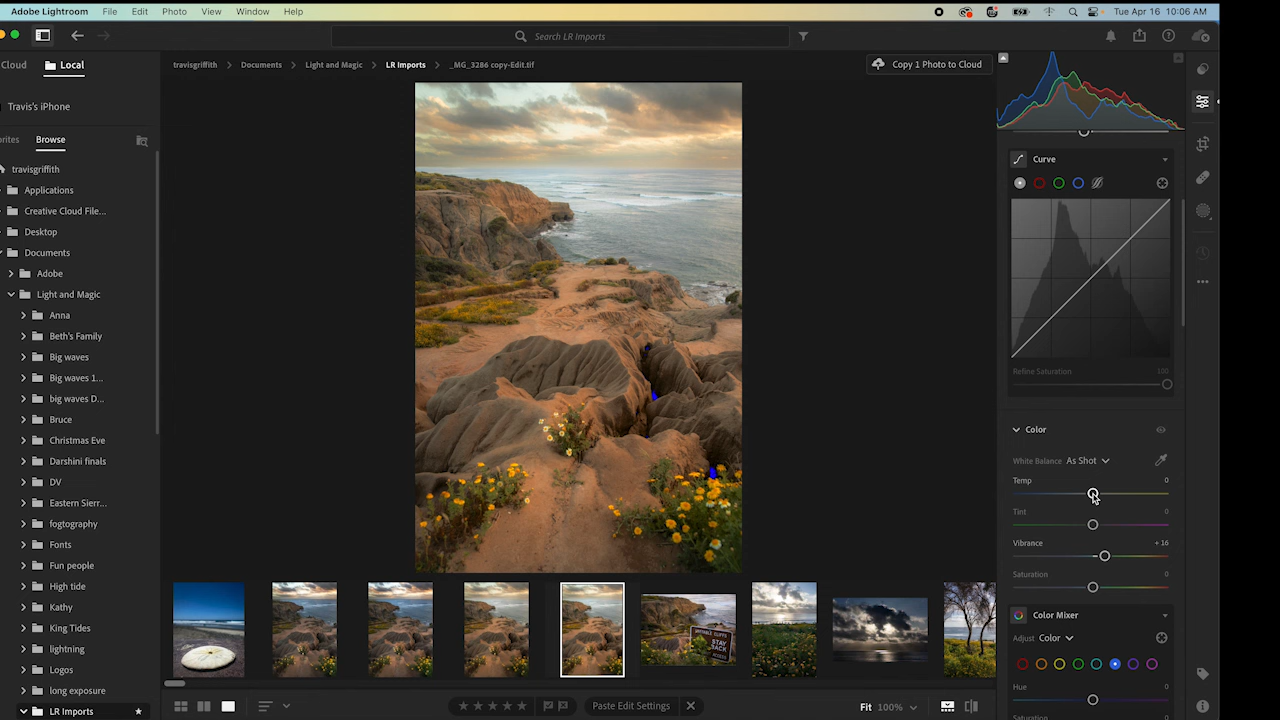 Adobe Lightroom File Edit Photo View Window Help Tue Apr 16 10:06 AM
Search LR Imports
Cloud Local
travisgriffith Documents Light and Magic LR Imports _MG_3286 copy-Edit.tif
Copy 1 Photo to Cloud
Travis's iPhone
orites Browse
travisgriffith
Applications
Creative Cloud File...
Desktop
Documents
Adobe
Light and Magic
Anna
Beth's Family
Big waves
Big waves 1...
big waves D...
Bruce
Christmas Eve
Darshini finals
DV
Eastern Sierr...
fogtography
Fonts
Fun people
High tide
Kathy
King Tides
lightning
Logos
long exposure
LR Imports
UNSTABLE CLIFFS
STAY
BACK
Paste Edit Settings
Fit 100%
Curve
Refine Saturation 100
Color
White Balance As Shot
Temp 0
Tint 0
Vibrance + 16
Saturation 0
Color Mixer
Adjust Color
Hue 0
Saturation